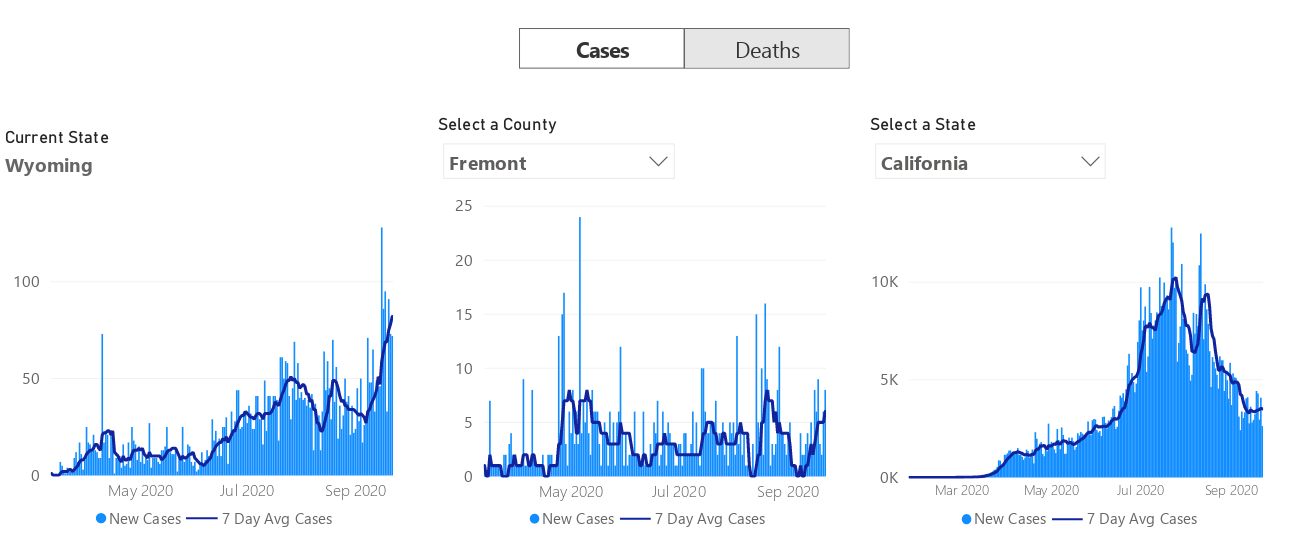 Cases Deaths
Current State
Wyoming
Select a County
Fremont
Select a State
California
100
50
0
May 2020 Jul 2020 Sep 2020
New Cases 7 Day Avg Cases
25
20
15
10
5
0
May 2020 Jul 2020 Sep 2020
New Cases 7 Day Avg Cases
10K
5K
0K
Mar 2020 May 2020 Jul 2020 Sep 2020
New Cases 7 Day Avg Cases